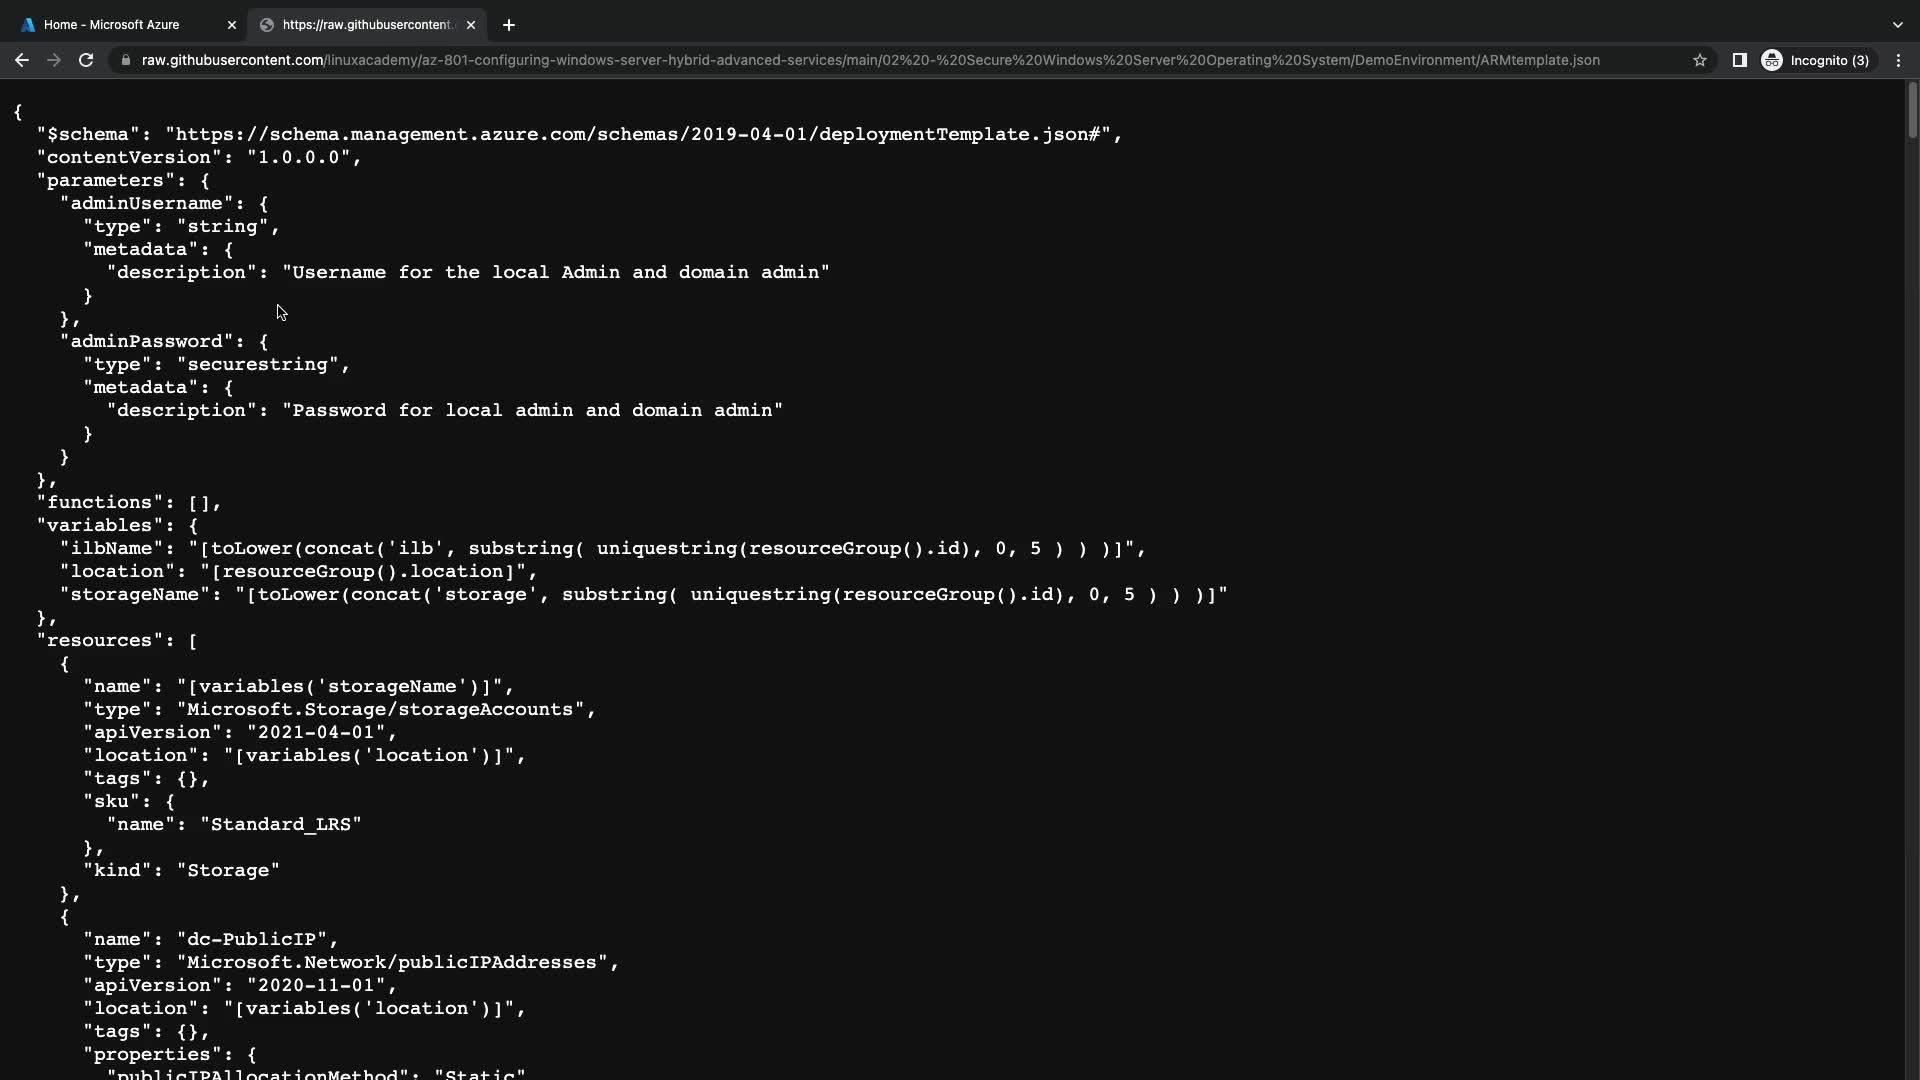 Home - Microsoft Azure
https://raw.githubusercontent.
raw.githubusercontent.com/linuxacademy/az-801-configuring-windows-server-hybrid-advanced-services/main/02%20-%20Secure%20Windows%20Server%20Operating%20System/DemoEnvironment/ARMtemplate.json
Incognito (3)
{
  "$schema": "https://schema.management.azure.com/schemas/2019-04-01/deploymentTemplate.json#",
  "contentVersion": "1.0.0.0",
  "parameters": {
    "adminUsername": {
      "type": "string",
      "metadata": {
        "description": "Username for the local Admin and domain admin"
      }
    },
    "adminPassword": {
      "type": "securestring",
      "metadata": {
        "description": "Password for local admin and domain admin"
      }
    }
  },
  "functions": [],
  "variables": {
    "ilbName": "[toLower(concat('ilb', substring( uniquestring(resourceGroup().id), 0, 5 ) ) )]",
    "location": "[resourceGroup().location]",
    "storageName": "[toLower(concat('storage', substring( uniquestring(resourceGroup().id), 0, 5 ) ) )]"
  },
  "resources": [
    {
      "name": "[variables('storageName')]",
      "type": "Microsoft.Storage/storageAccounts",
      "apiVersion": "2021-04-01",
      "location": "[variables('location')]",
      "tags": {},
      "sku": {
        "name": "Standard_LRS"
      },
      "kind": "Storage"
    },
    {
      "name": "dc-PublicIP",
      "type": "Microsoft.Network/publicIPAddresses",
      "apiVersion": "2020-11-01",
      "location": "[variables('location')]",
      "tags": {},
      "properties": {
        "publicIPAllocationMethod": "Static"